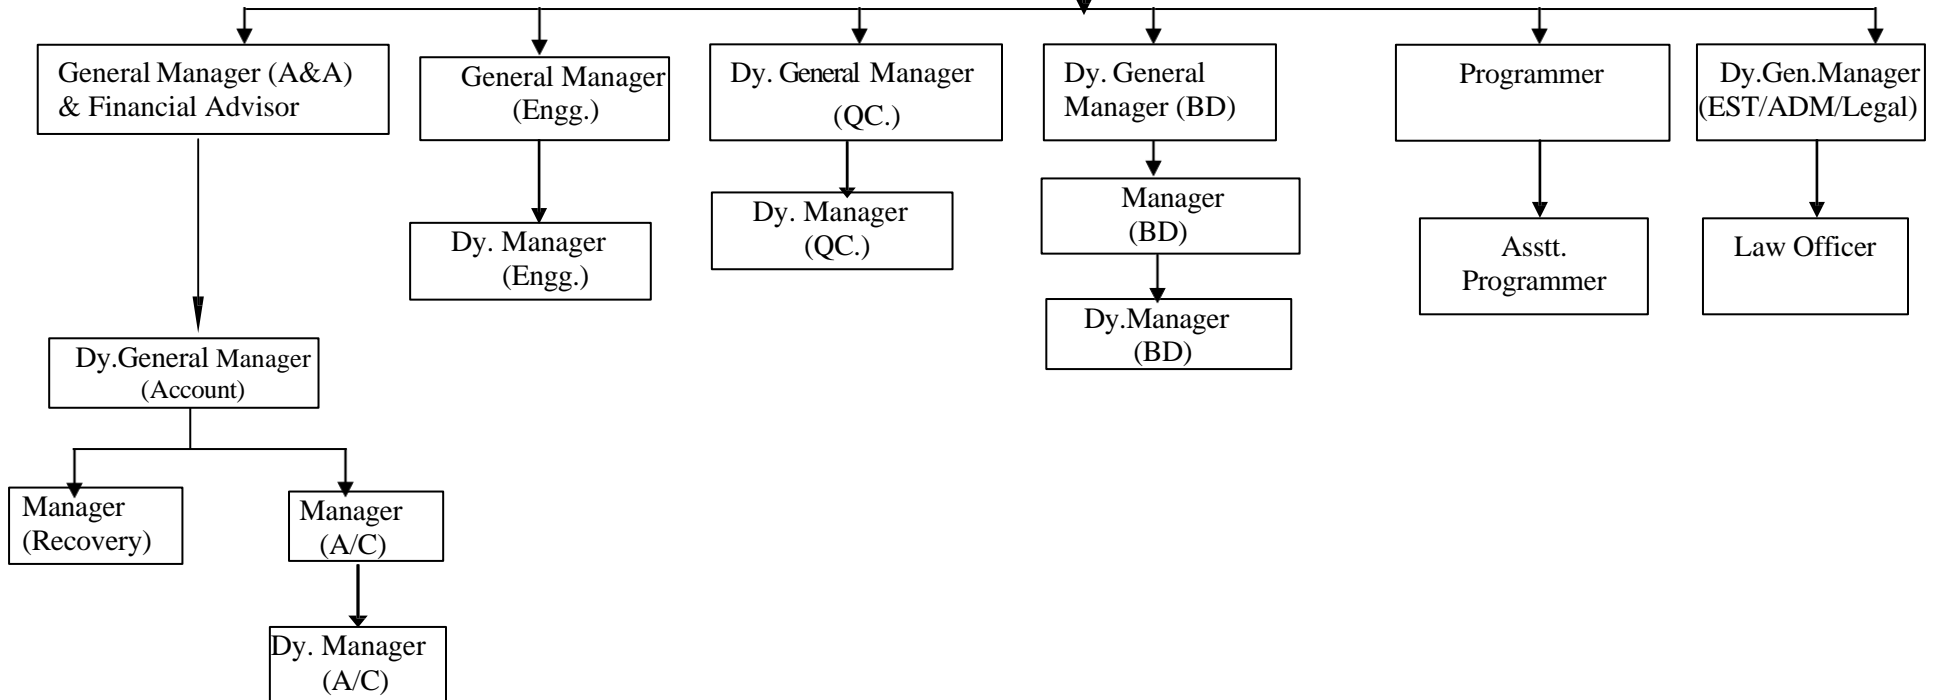 General Manager (A&A)
& Financial Advisor
General Manager
(Engg.)
Dy. General Manager
(QC.)
Dy. General
Manager (BD)
Programmer
Dy.Gen.Manager
(EST/ADM/Legal)
Manager
(BD)
Dy. Manager
(QC.)
Dy. Manager
(Engg.)
Asstt.
Programmer
Law Officer
Dy.Manager
(BD)
Dy.General Manager
(Account)
Manager
(Recovery)
Manager
(A/C)
Dy. Manager
(A/C)